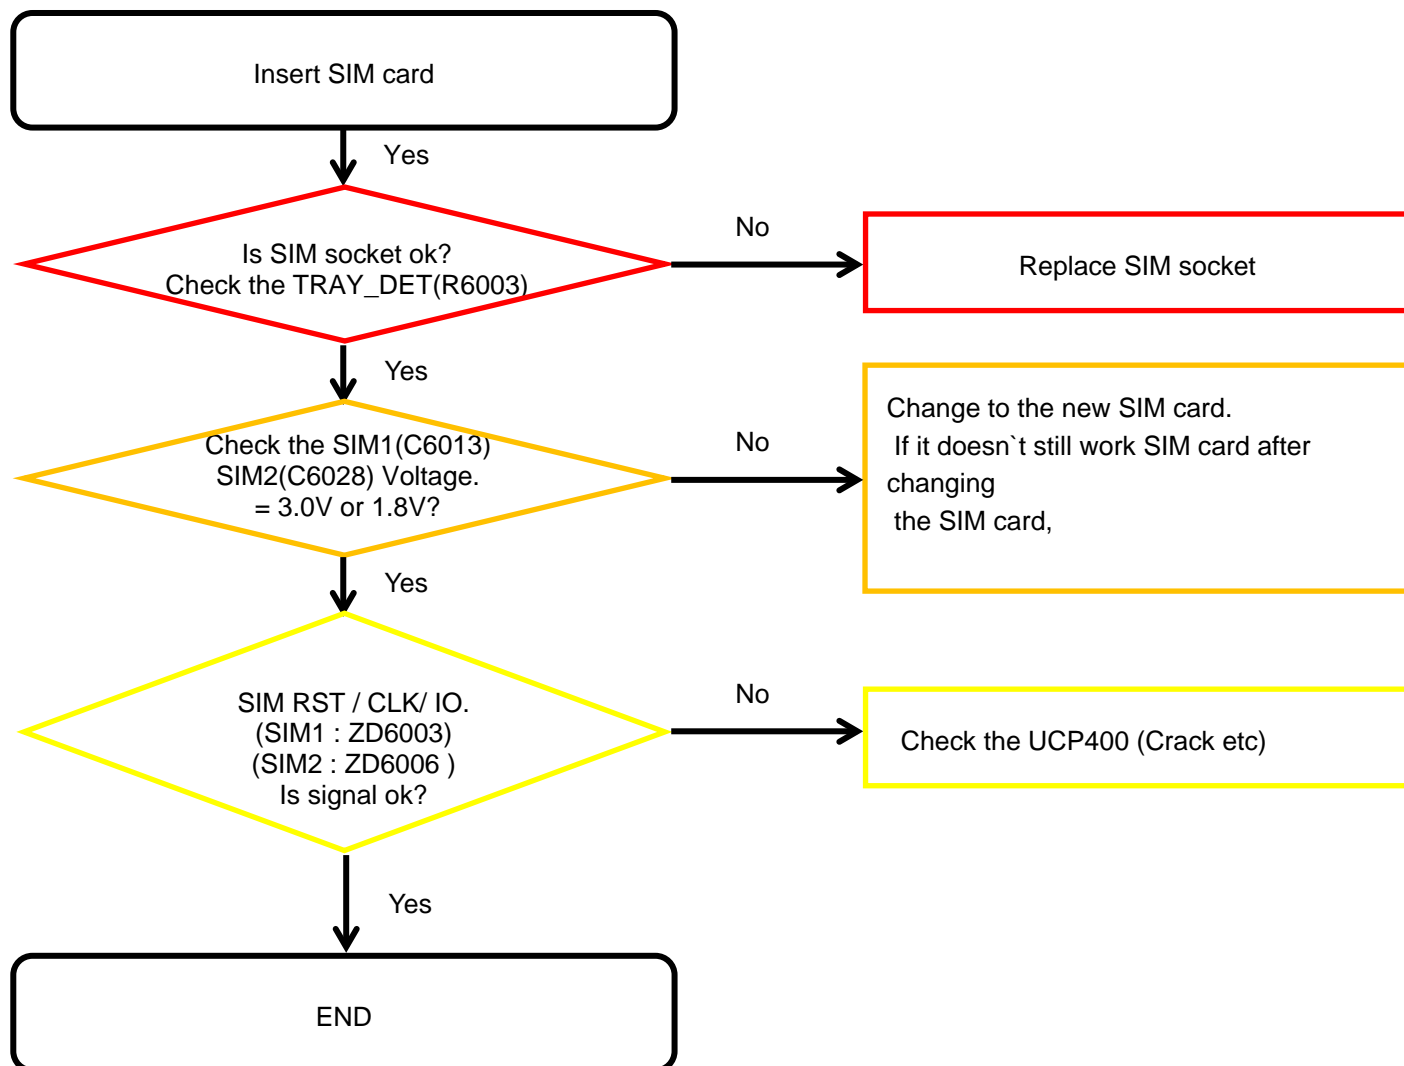 Insert SIM card
Yes
Is SIM socket ok?
Check the TRAY_DET(R6003)
No
Replace SIM socket
Yes
Check the SIM1(C6013)
SIM2(C6028) Voltage.
= 3.0V or 1.8V?
No
Change to the new SIM card.
If it doesn`t still work SIM card after
changing
the SIM card,
Yes
SIM RST / CLK/ IO.
(SIM1 : ZD6003)
(SIM2 : ZD6006 )
Is signal ok?
No
Check the UCP400 (Crack etc)
Yes
END